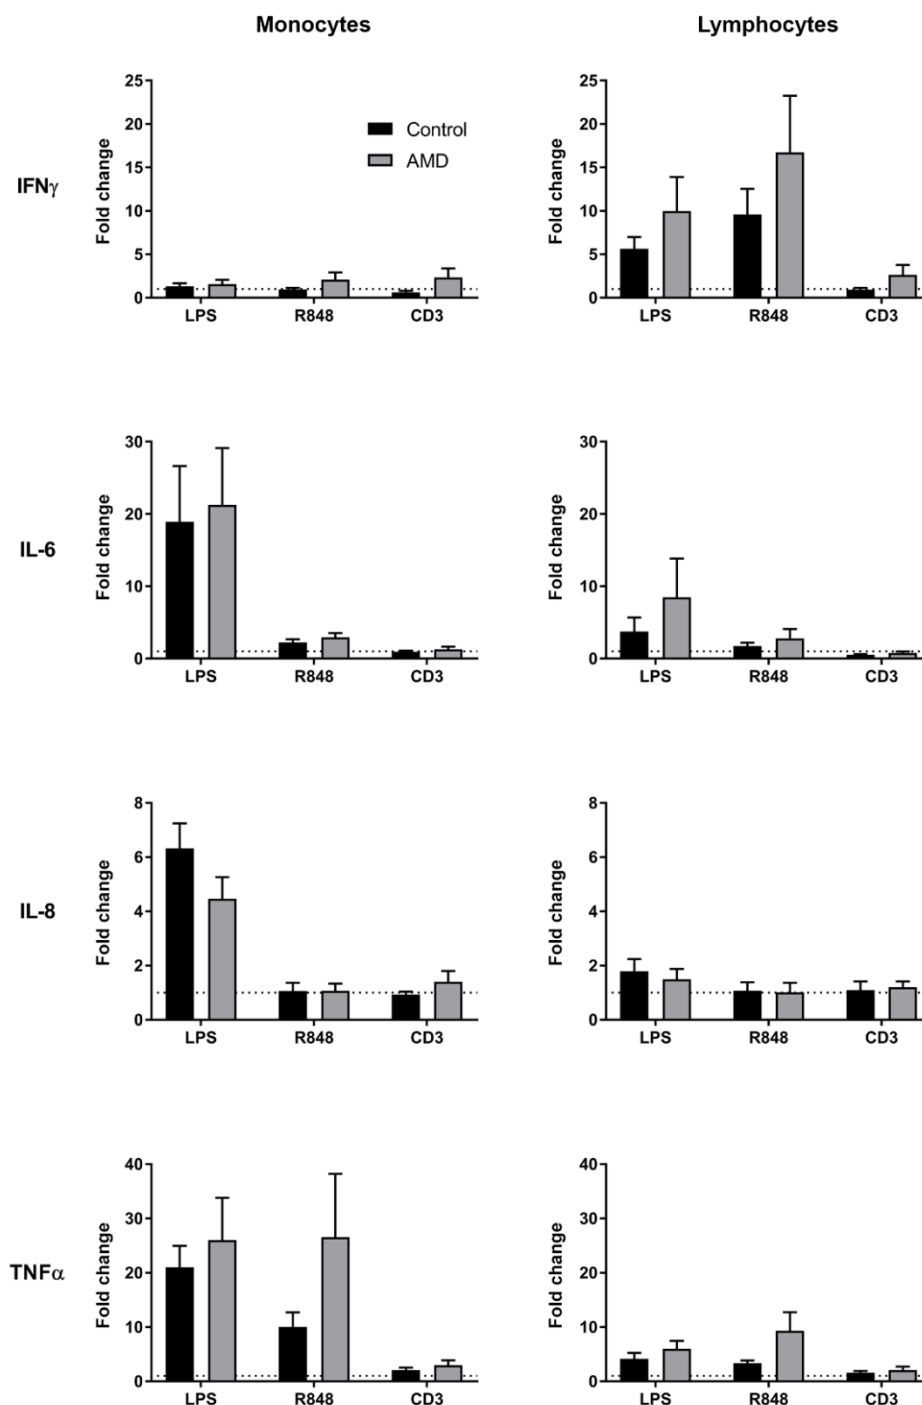 Monocytes
Lymphocytes
IFNγ
Fold change
25
20
15
10
5
0
Control
AMD
LPS R848 CD3
Fold change
25
20
15
10
5
0
LPS R848 CD3
IL-6
Fold change
30
20
10
0
LPS R848 CD3
Fold change
30
20
10
0
LPS R848 CD3
IL-8
Fold change
8
6
4
2
0
LPS R848 CD3
Fold change
8
6
4
2
0
LPS R848 CD3
TNFα
Fold change
40
30
20
10
0
LPS R848 CD3
Fold change
40
30
20
10
0
LPS R848 CD3